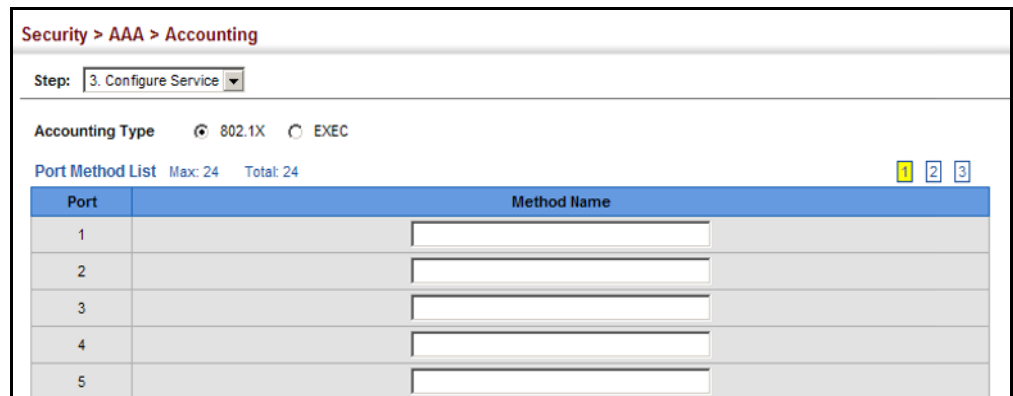 Security > AAA > Accounting
Step: 3. Configure Service
Accounting Type 802.1X EXEC
Port Method List Max: 24 Total: 24 1 2 3
Port Method Name
1
2
3
4
5